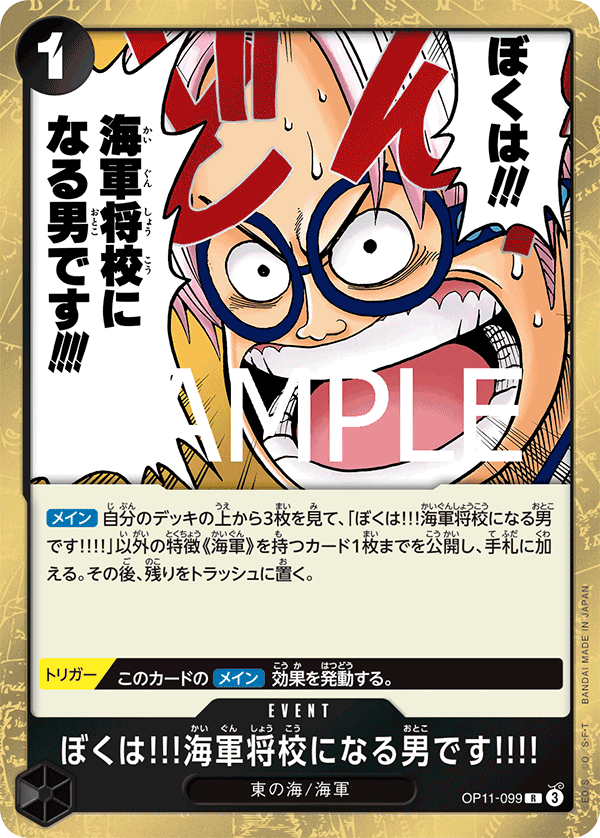 1
ぼくは!!!
海軍将校に
なる男です!!!!
SAMPLE
メイン 自分のデッキの上から3枚を見て、「ぼくは!!!海軍将校になる男
です!!!!」以外の特徴《海軍》を持つカード1枚までを公開し、手札に加
える。その後、残りをトラッシュに置く。
トリガー このカードの メイン 効果を発動する。
EVENT
ぼくは!!!海軍将校になる男です!!!!
東の海/海軍
OP11-099 R 3
BANDAI MADE IN JAPAN